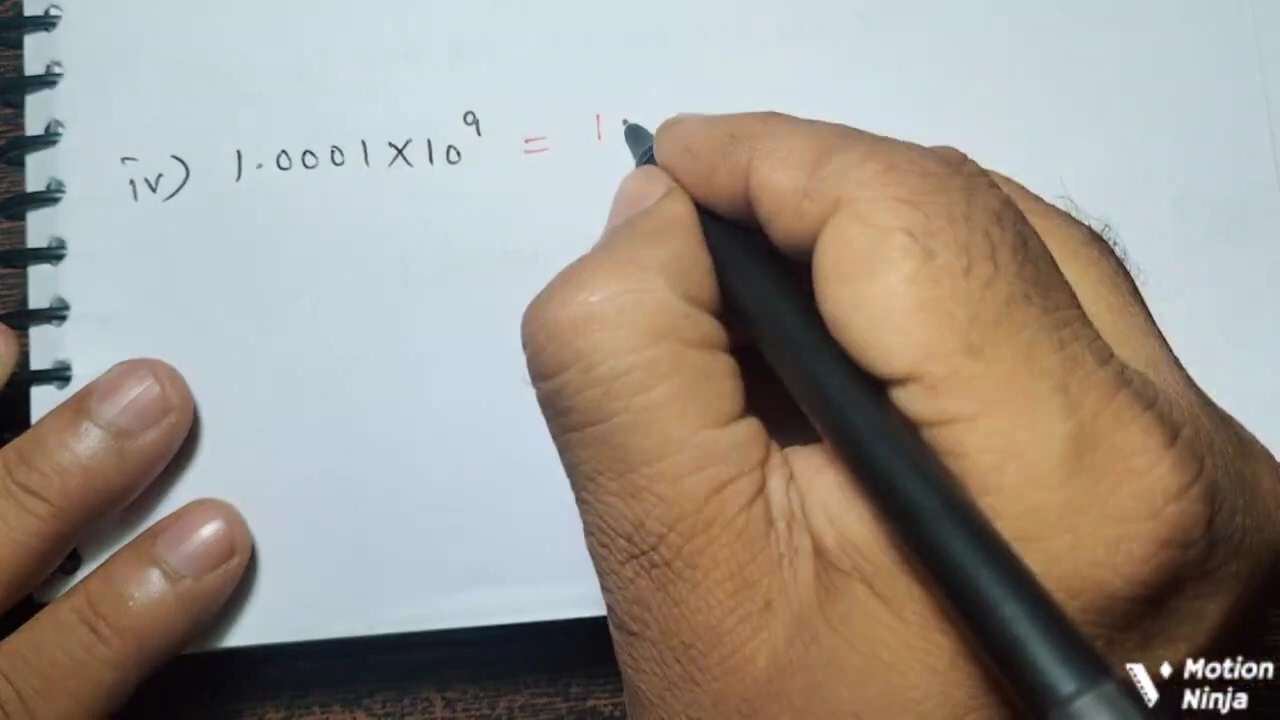 iv) 1.0001 X 10⁹ = 1
Motion
Ninja